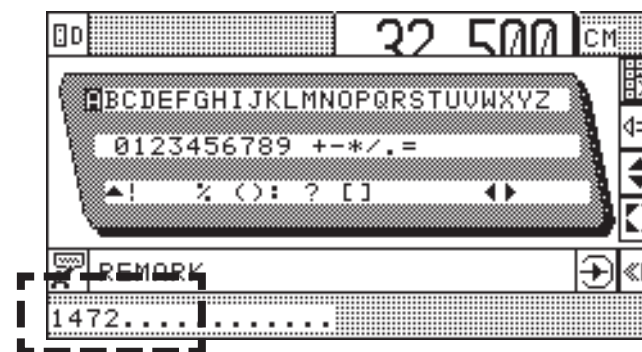 D 32 500 CM
ABCDEFGHIJKLMNOPQRSTUVWXYZ
0123456789 +-*/.=
! % (): ? []
REMARK
1472.............